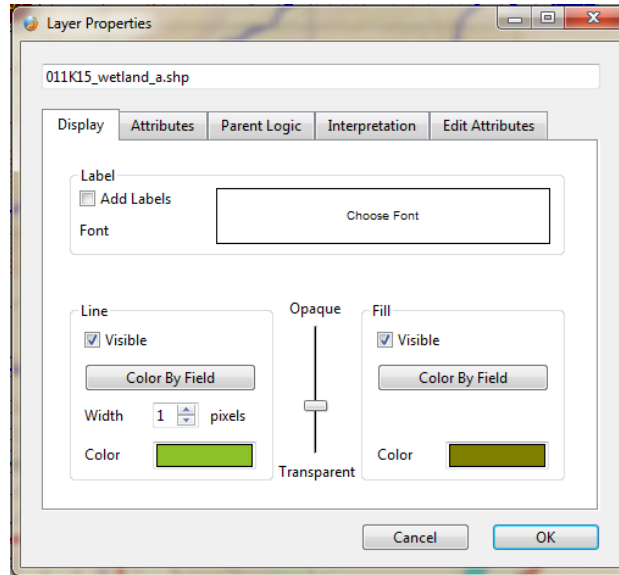 Layer Properties
011K15_wetland_a.shp
Display Attributes Parent Logic Interpretation Edit Attributes
Label
Add Labels
Choose Font
Font
Line
Opaque
Fill
Visible
Visible
Color By Field
Color By Field
Width 1 pixels
Color
Color
Transparent
Cancel OK